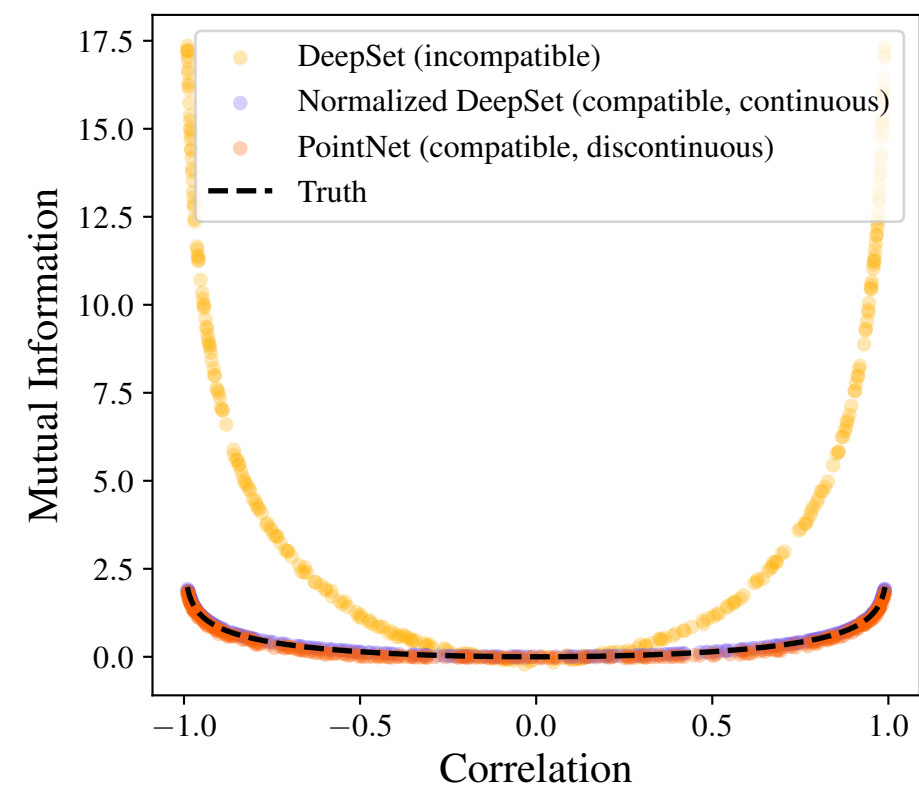 17.5
15.0
12.5
10.0
7.5
5.0
2.5
0.0
Mutual Information
DeepSet (incompatible)
Normalized DeepSet (compatible, continuous)
PointNet (compatible, discontinuous)
Truth
−1.0 −0.5 0.0 0.5 1.0
Correlation